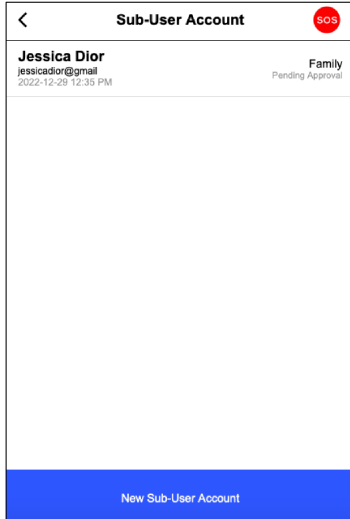 Sub-User Account
SOS
Jessica Dior
jessicadior@gmail
2022-12-29 12:35 PM
Family
Pending Approval
New Sub-User Account